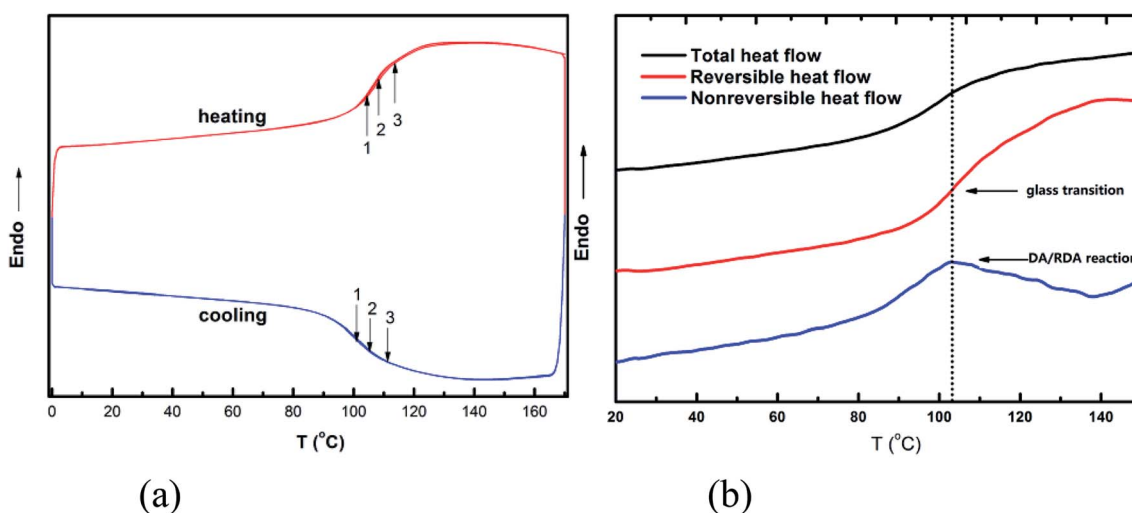 heating
1
2
3
1
2
3
cooling
Endo
0 20 40 60 80 100 120 140 160
T (°C)
(a)
Total heat flow
Reversible heat flow
Nonreversible heat flow
glass transition
DA/RDA reaction
Endo
20 40 60 80 100 120 140
T (°C)
(b)